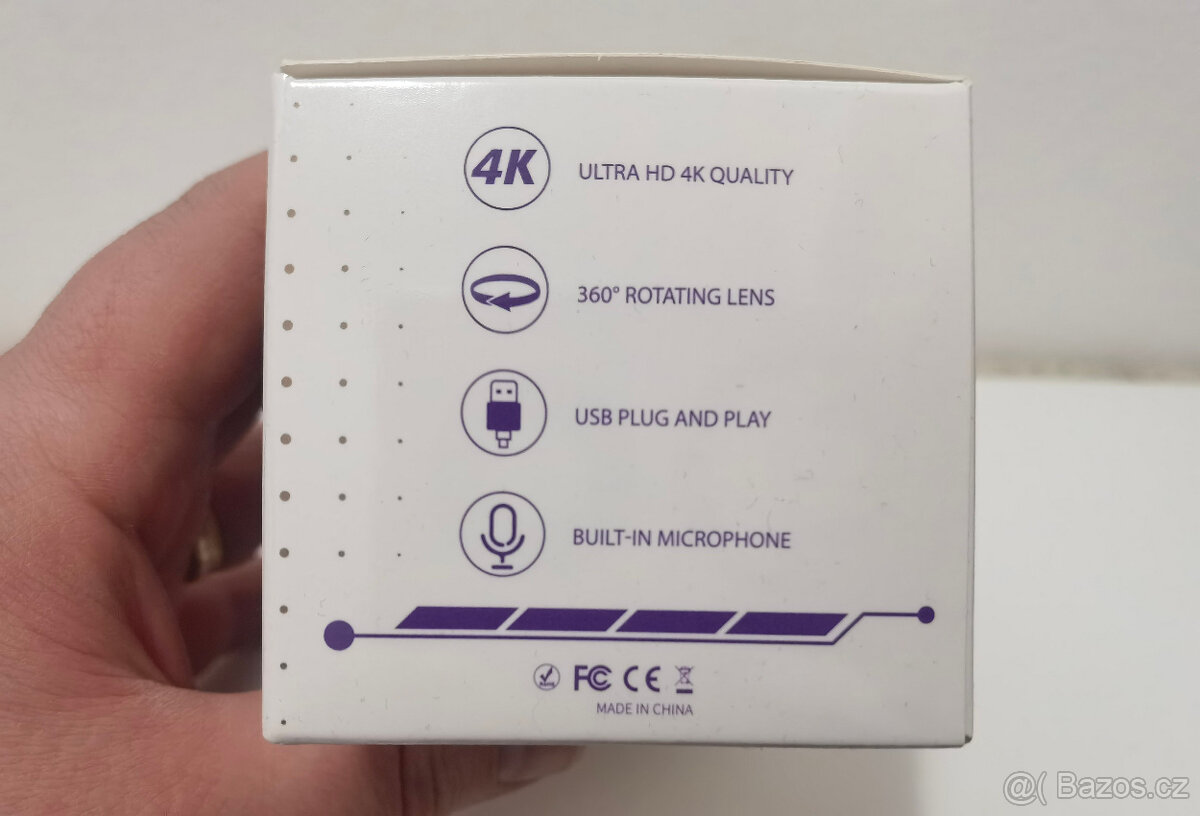 4K
ULTRA HD 4K QUALITY
360° ROTATING LENS
USB PLUG AND PLAY
BUILT-IN MICROPHONE
FC CE
MADE IN CHINA
@( Bazos.cz